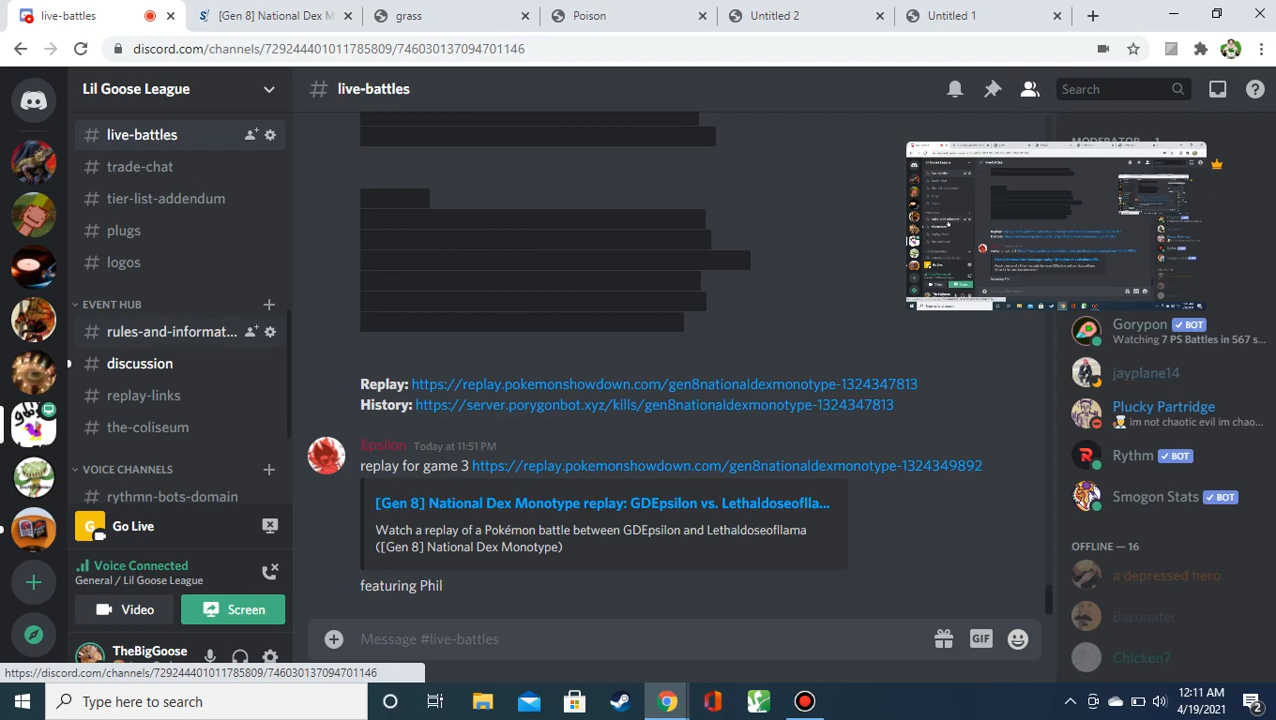 live-battles
[Gen 8] National Dex M
grass
Poison
Untitled 2
Untitled 1
discord.com/channels/729244401011785809/746030137094701146
Lil Goose League
live-battles
Search
live-battles
trade-chat
tier-list-addendum
plugs
logos
EVENT HUB
rules-and-informat...
discussion
replay-links
the-coliseum
VOICE CHANNELS
rythmn-bots-domain
Go Live
Voice Connected
General / Lil Goose League
Video
Screen
TheBigGoose
Replay: https://replay.pokemonshowdown.com/gen8nationaldexmonotype-1324347813
History: https://server.porygonbot.xyz/kills/gen8nationaldexmonotype-1324347813
Epsilon Today at 11:51 PM
replay for game 3 https://replay.pokemonshowdown.com/gen8nationaldexmonotype-1324349892
[Gen 8] National Dex Monotype replay: GDEpsilon vs. Lethaldoseoflla...
Watch a replay of a Pokémon battle between GDEpsilon and Lethaldoseofllama
([Gen 8] National Dex Monotype)
featuring Phil
Message #live-battles
GIF
Gorypon BOT
Watching 7 PS Battles in 567 s...
jayplane14
Plucky Partridge
im not chaotic evil im chao...
Rythm BOT
Smogon Stats BOT
OFFLINE — 16
a depressed hero
Baconater
Chicken7
https://discord.com/channels/729244401011785809/746030137094701146
Type here to search
12:11 AM
4/19/2021
2